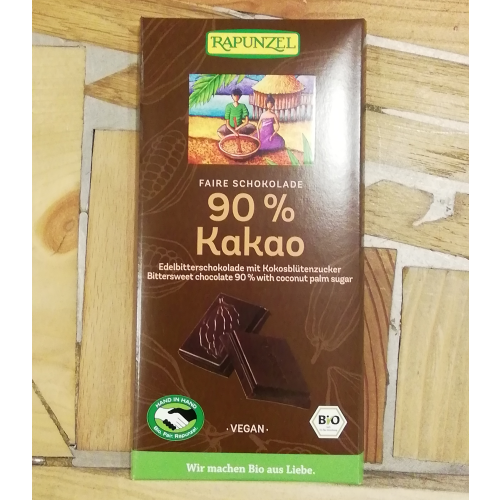 RAPUNZEL
FAIRE SCHOKOLADE
90 %
Kakao
Edelbitterschokolade mit Kokosblütenzucker
Bittersweet chocolate 90 % with coconut palm sugar
HAND IN HAND
Bio. Fair. Rapunzel.
· VEGAN ·
BIO
Wir machen Bio aus Liebe.